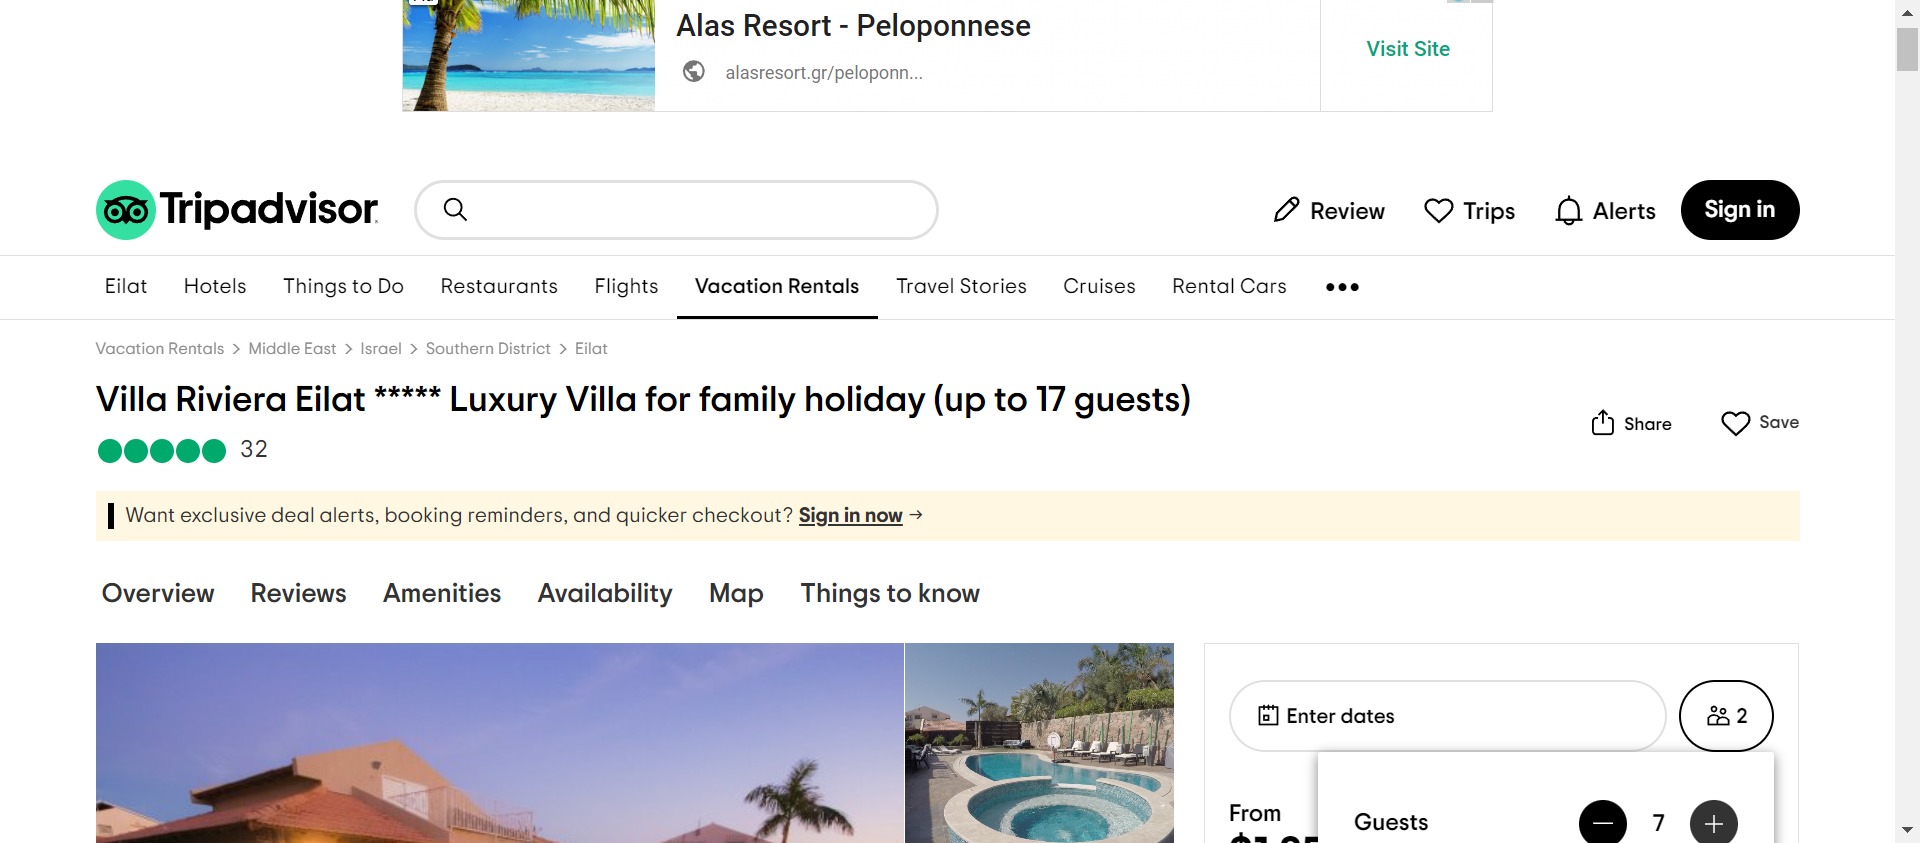 Alas Resort - Peloponnese
alasresort.gr/peloponn...
Visit Site
Tripadvisor
Review
Trips
Alerts
Sign in
Eilat
Hotels
Things to Do
Restaurants
Flights
Vacation Rentals
Travel Stories
Cruises
Rental Cars
Vacation Rentals > Middle East > Israel > Southern District > Eilat
Villa Riviera Eilat ***** Luxury Villa for family holiday (up to 17 guests)
32
Share
Save
Want exclusive deal alerts, booking reminders, and quicker checkout? Sign in now →
Overview
Reviews
Amenities
Availability
Map
Things to know
Enter dates
2
From
Guests
7